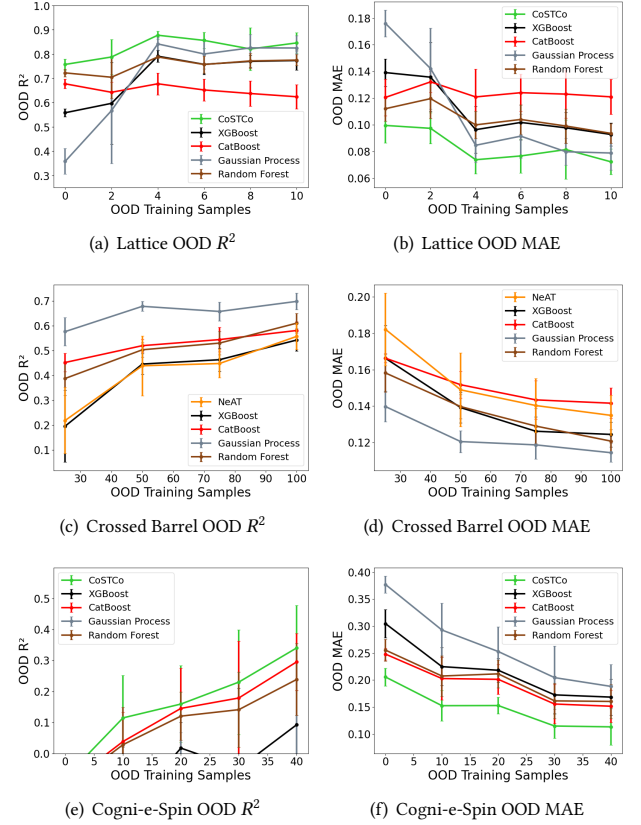 1.0
0.9
0.8
0.7
0.6
0.5
0.4
0.3
OOD R²
0 2 4 6 8 10
OOD Training Samples
CoSTCo
XGBoost
CatBoost
Gaussian Process
Random Forest
(a) Lattice OOD R²
0.18
0.16
0.14
0.12
0.10
0.08
0.06
OOD MAE
0 2 4 6 8 10
OOD Training Samples
CoSTCo
XGBoost
CatBoost
Gaussian Process
Random Forest
(b) Lattice OOD MAE
0.7
0.6
0.5
0.4
0.3
0.2
0.1
OOD R²
30 40 50 60 70 80 90 100
OOD Training Samples
NeAT
XGBoost
CatBoost
Gaussian Process
Random Forest
(c) Crossed Barrel OOD R²
0.20
0.18
0.16
0.14
0.12
OOD MAE
30 40 50 60 70 80 90 100
OOD Training Samples
NeAT
XGBoost
CatBoost
Gaussian Process
Random Forest
(d) Crossed Barrel OOD MAE
0.5
0.4
0.3
0.2
0.1
0.0
OOD R²
0 5 10 15 20 25 30 35 40
OOD Training Samples
CoSTCo
XGBoost
CatBoost
Gaussian Process
Random Forest
(e) Cogni-e-Spin OOD R²
0.40
0.35
0.30
0.25
0.20
0.15
0.10
OOD MAE
0 5 10 15 20 25 30 35 40
OOD Training Samples
CoSTCo
XGBoost
CatBoost
Gaussian Process
Random Forest
(f) Cogni-e-Spin OOD MAE